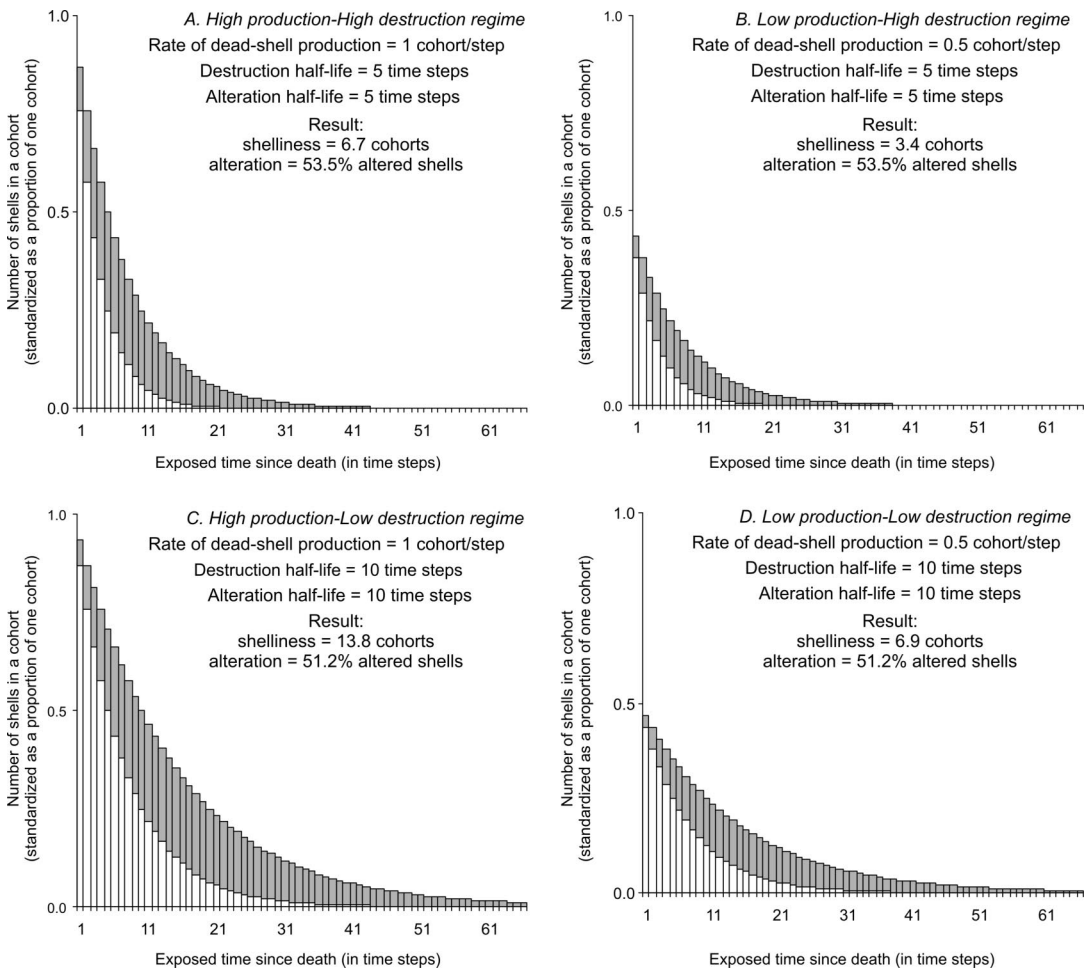 A. High production-High destruction regime
Rate of dead-shell production = 1 cohort/step
Destruction half-life = 5 time steps
Alteration half-life = 5 time steps
Result:
shelliness = 6.7 cohorts
alteration = 53.5% altered shells
Number of shells in a cohort
(standardized as a proportion of one cohort)
1.0
0.5
0.0
1 11 21 31 41 51 61
Exposed time since death (in time steps)
B. Low production-High destruction regime
Rate of dead-shell production = 0.5 cohort/step
Destruction half-life = 5 time steps
Alteration half-life = 5 time steps
Result:
shelliness = 3.4 cohorts
alteration = 53.5% altered shells
Number of shells in a cohort
(standardized as a proportion of one cohort)
1.0
0.5
0.0
1 11 21 31 41 51 61
Exposed time since death (in time steps)
C. High production-Low destruction regime
Rate of dead-shell production = 1 cohort/step
Destruction half-life = 10 time steps
Alteration half-life = 10 time steps
Result:
shelliness = 13.8 cohorts
alteration = 51.2% altered shells
Number of shells in a cohort
(standardized as a proportion of one cohort)
1.0
0.5
0.0
1 11 21 31 41 51 61
Exposed time since death (in time steps)
D. Low production-Low destruction regime
Rate of dead-shell production = 0.5 cohort/step
Destruction half-life = 10 time steps
Alteration half-life = 10 time steps
Result:
shelliness = 6.9 cohorts
alteration = 51.2% altered shells
Number of shells in a cohort
(standardized as a proportion of one cohort)
1.0
0.5
0.0
1 11 21 31 41 51 61
Exposed time since death (in time steps)